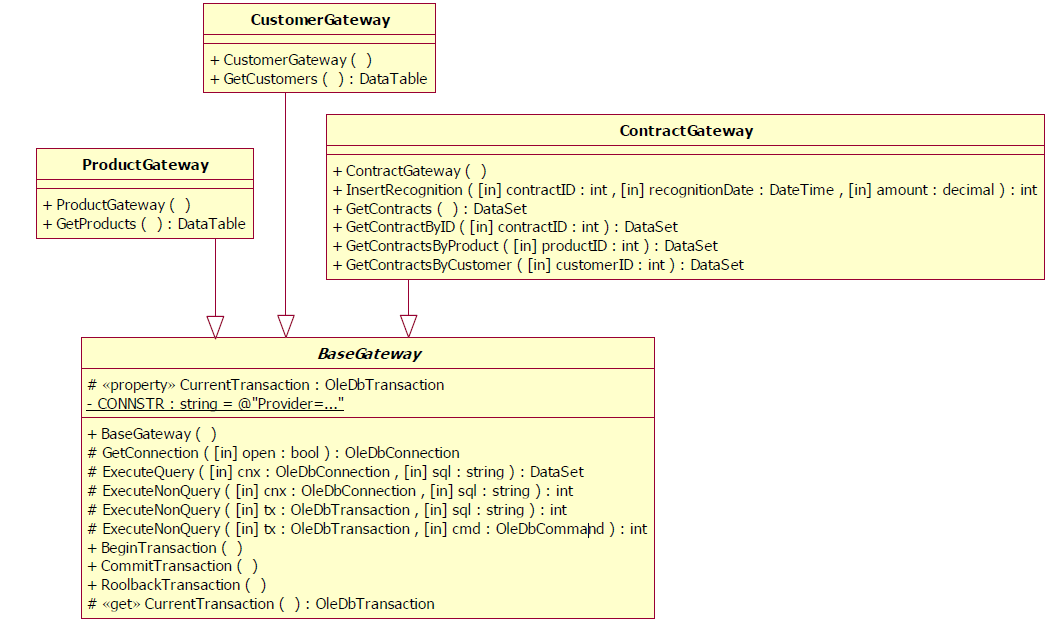 CustomerGateway
+ CustomerGateway ( )
+ GetCustomers ( ) : DataTable
ContractGateway
+ ContractGateway ( )
+ InsertRecognition ( [in] contractID : int , [in] recognitionDate : DateTime , [in] amount : decimal ) : int
+ GetContracts ( ) : DataSet
+ GetContractByID ( [in] contractID : int ) : DataSet
+ GetContractsByProduct ( [in] productID : int ) : DataSet
+ GetContractsByCustomer ( [in] customerID : int ) : DataSet
ProductGateway
+ ProductGateway ( )
+ GetProducts ( ) : DataTable
BaseGateway
# «property» CurrentTransaction : OleDbTransaction
- CONNSTR : string = @"Provider=..."
+ BaseGateway ( )
# GetConnection ( [in] open : bool ) : OleDbConnection
# ExecuteQuery ( [in] cnx : OleDbConnection , [in] sql : string ) : DataSet
# ExecuteNonQuery ( [in] cnx : OleDbConnection , [in] sql : string ) : int
# ExecuteNonQuery ( [in] tx : OleDbTransaction , [in] sql : string ) : int
# ExecuteNonQuery ( [in] tx : OleDbTransaction , [in] cmd : OleDbCommand ) : int
+ BeginTransaction ( )
+ CommitTransaction ( )
+ RoolbackTransaction ( )
# «get» CurrentTransaction ( ) : OleDbTransaction